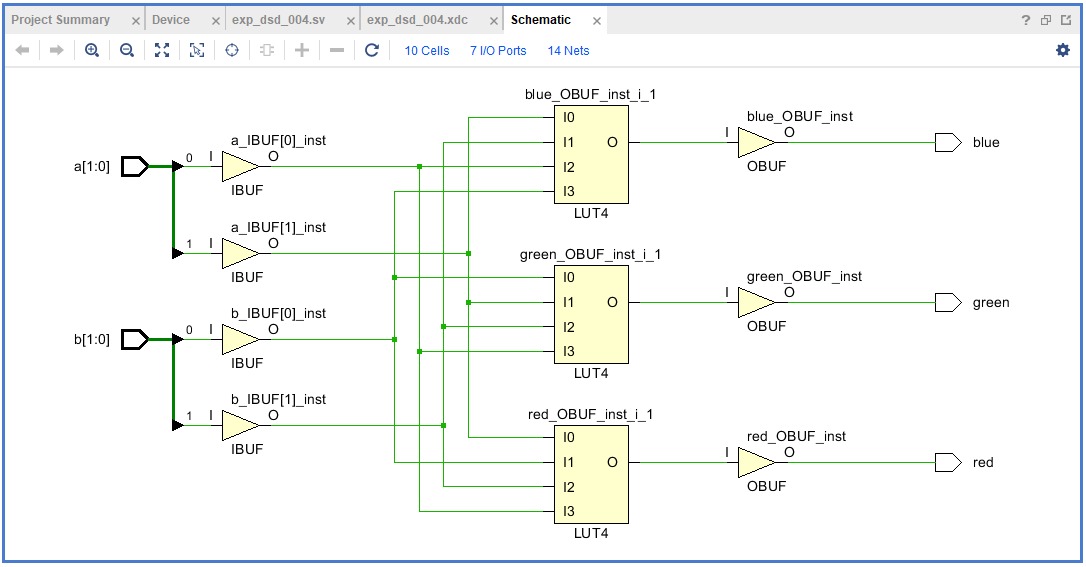 Project Summary × Device × exp_dsd_004.sv × exp_dsd_004.xdc × Schematic × ?
10 Cells 7 I/O Ports 14 Nets
blue_OBUF_inst_i_1
I0
I1
I2
I3
O
LUT4
blue_OBUF_inst
I
O
OBUF
blue
a[1:0]
0
I
a_IBUF[0]_inst
O
IBUF
1
I
a_IBUF[1]_inst
O
IBUF
green_OBUF_inst_i_1
I0
I1
I2
I3
O
LUT4
green_OBUF_inst
I
O
OBUF
green
b[1:0]
0
I
b_IBUF[0]_inst
O
IBUF
1
I
b_IBUF[1]_inst
O
IBUF
red_OBUF_inst_i_1
I0
I1
I2
I3
O
LUT4
red_OBUF_inst
I
O
OBUF
red